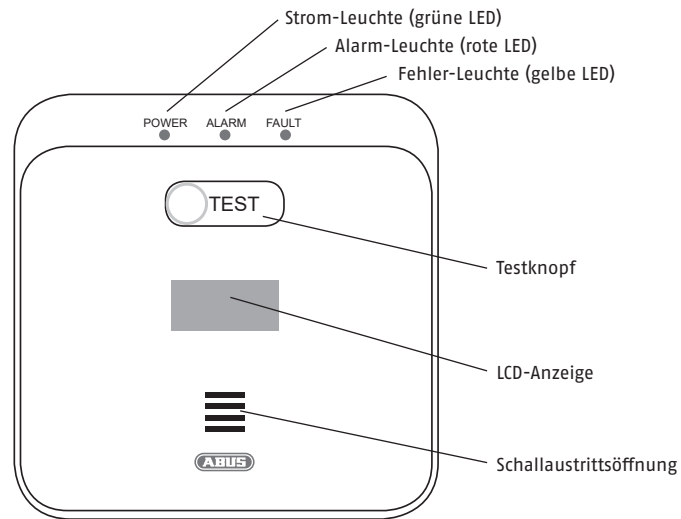 Strom-Leuchte (grüne LED)
Alarm-Leuchte (rote LED)
Fehler-Leuchte (gelbe LED)
POWER ALARM FAULT
TEST
Testknopf
LCD-Anzeige
ABUS
Schallaustrittsöffnung